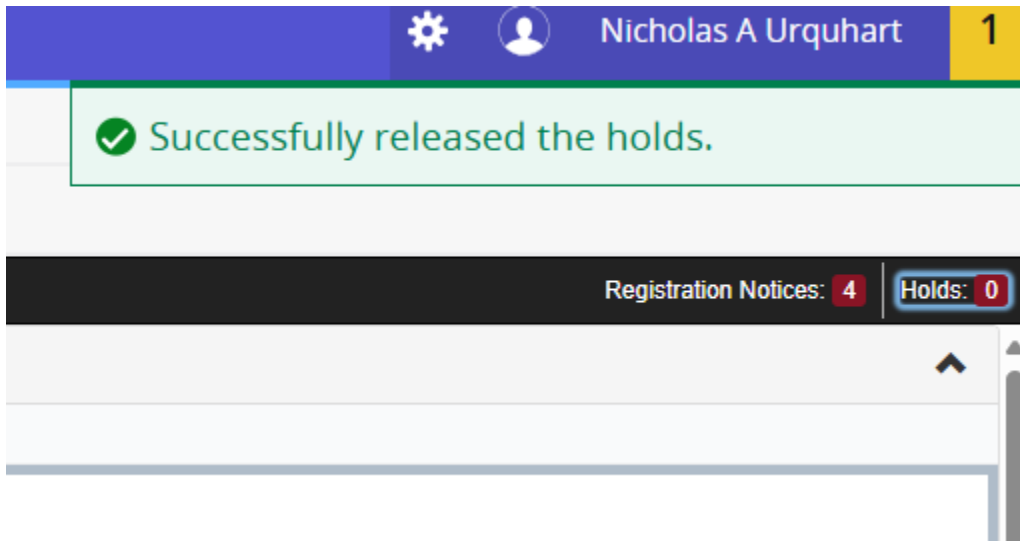 Nicholas A Urquhart 1
Successfully released the holds.
Registration Notices: 4 Holds: 0